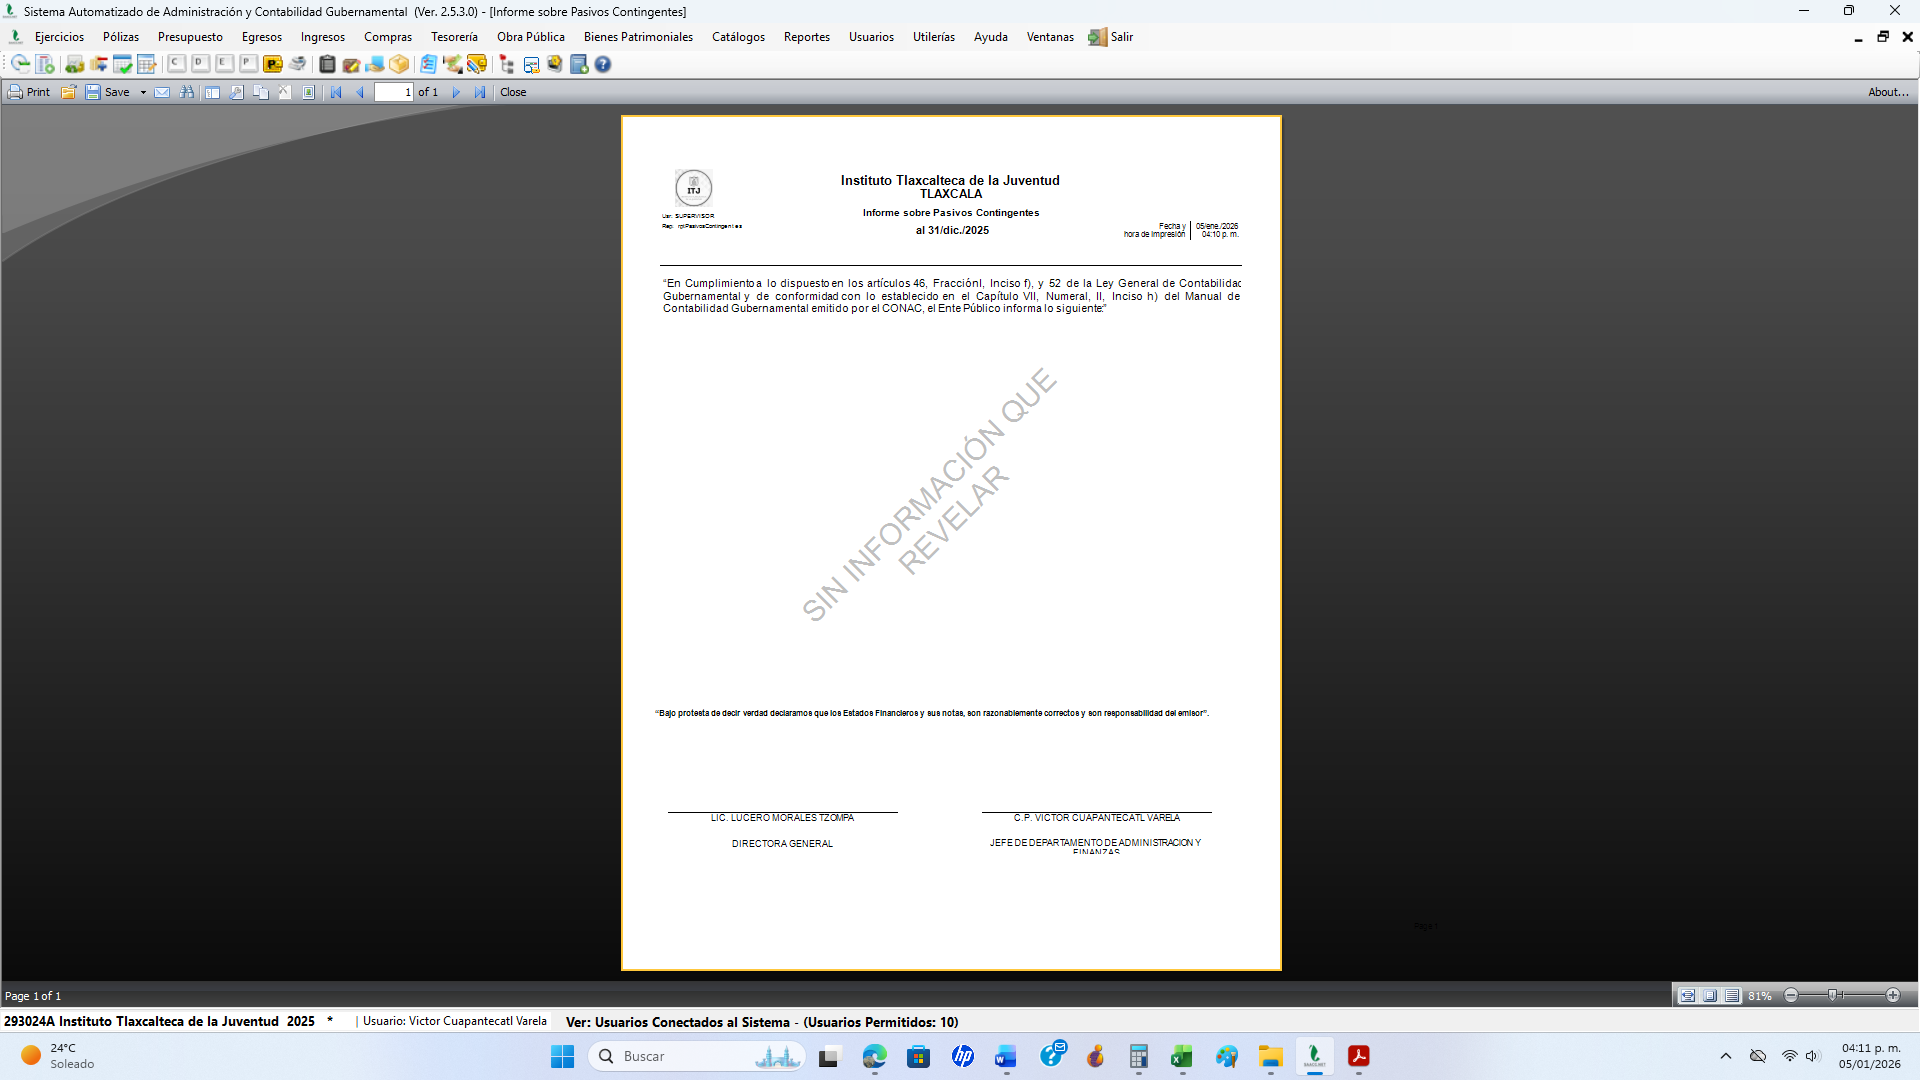 Sistema Automatizado de Administración y Contabilidad Gubernamental (Ver. 2.5.3.0) - [Informe sobre Pasivos Contingentes]
Ejercicios Pólizas Presupuesto Egresos Ingresos Compras Tesorería Obra Pública Bienes Patrimoniales Catálogos Reportes Usuarios Utilerías Ayuda Ventanas Salir
C D E P P
Print Save 1 of 1 Close About...
ITJ
Instituto Tlaxcalteca de la Juventud
TLAXCALA
Usr: SUPERVISOR
Informe sobre Pasivos Contingentes
Rep: rptPasivosContingentes
al 31/dic./2025
Fecha y 05/ene./2026
hora de Impresión 04:10 p. m.
“En Cumplimiento a lo dispuesto en los artículos 46, Fracción I, Inciso f), y 52 de la Ley General de Contabilidad
Gubernamental y de conformidad con lo establecido en el Capítulo VII, Numeral, II, Inciso h) del Manual de
Contabilidad Gubernamental emitido por el CONAC, el Ente Público informa lo siguiente:”
SIN INFORMACIÓN QUE
REVELAR
“Bajo protesta de decir verdad declaramos que los Estados Financieros y sus notas, son razonablemente correctos y son responsabilidad del emisor”.
LIC. LUCERO MORALES TZOMPA
C.P. VICTOR CUAPANTECATL VARELA
DIRECTORA GENERAL
JEFE DE DEPARTAMENTO DE ADMINISTRACION Y
FINANZAS
Page 1
Page 1 of 1
81%
293024A Instituto Tlaxcalteca de la Juventud 2025 * | Usuario: Victor Cuapantecatl Varela Ver: Usuarios Conectados al Sistema - (Usuarios Permitidos: 10)
24°C
Soleado
Buscar
04:11 p. m.
05/01/2026